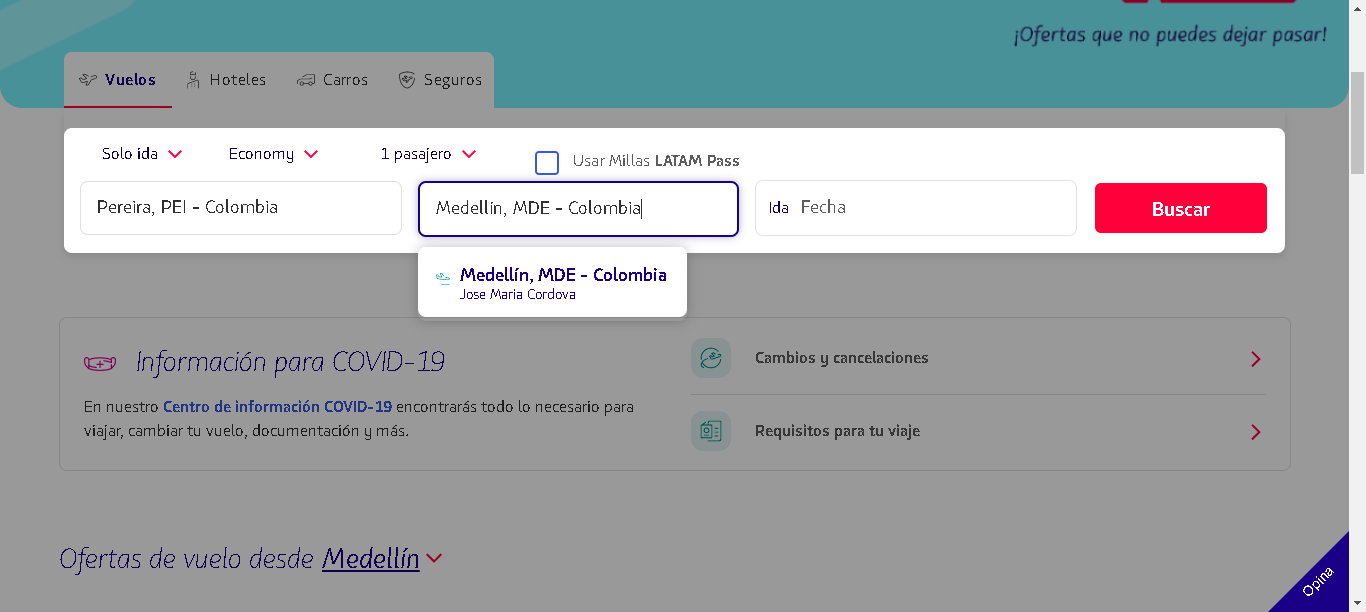 ¡Ofertas que no puedes dejar pasar!
Vuelos Hoteles Carros Seguros
Solo ida Economy 1 pasajero Usar Millas LATAM Pass
Pereira, PEI - Colombia Medellín, MDE - Colombia Ida Fecha Buscar
Medellín, MDE - Colombia
Jose Maria Cordova
Información para COVID-19
En nuestro Centro de información COVID-19 encontrarás todo lo necesario para
viajar, cambiar tu vuelo, documentación y más.
Cambios y cancelaciones
Requisitos para tu viaje
Ofertas de vuelo desde Medellín
Opina